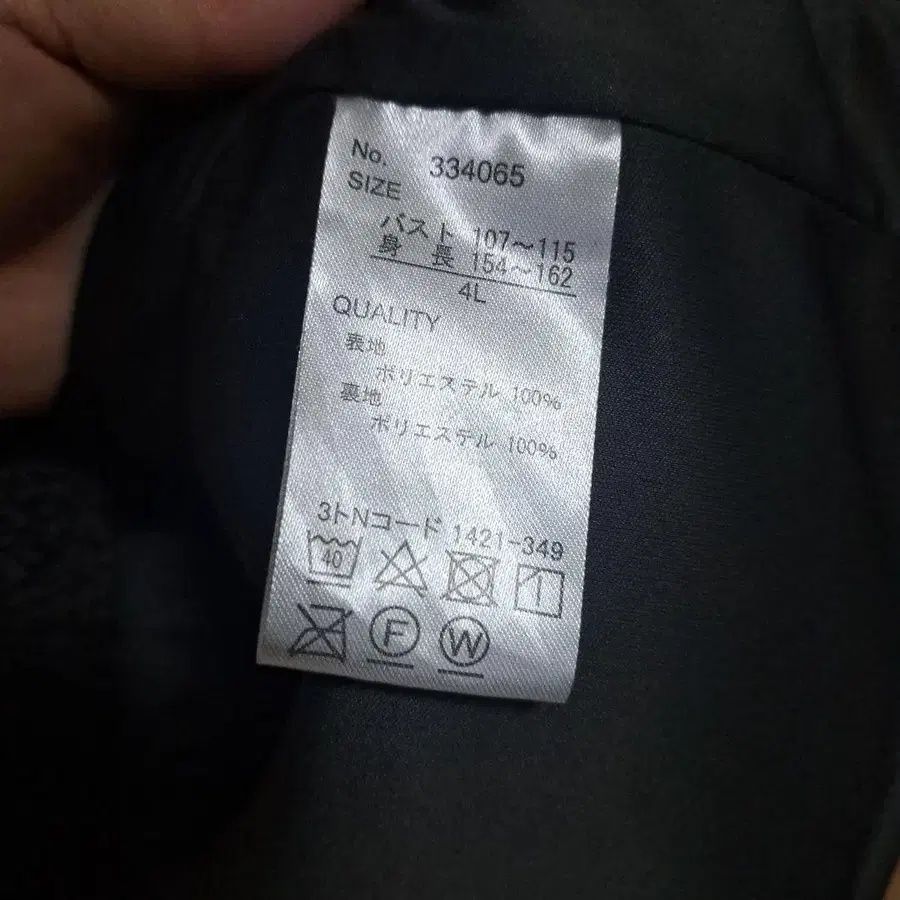 No. 334065
SIZE
バスト 107～115
身 長 154～162
4L
QUALITY
表地
ポリエステル 100%
裏地
ポリエステル 100%
3トNコード 1421-349
40
F W